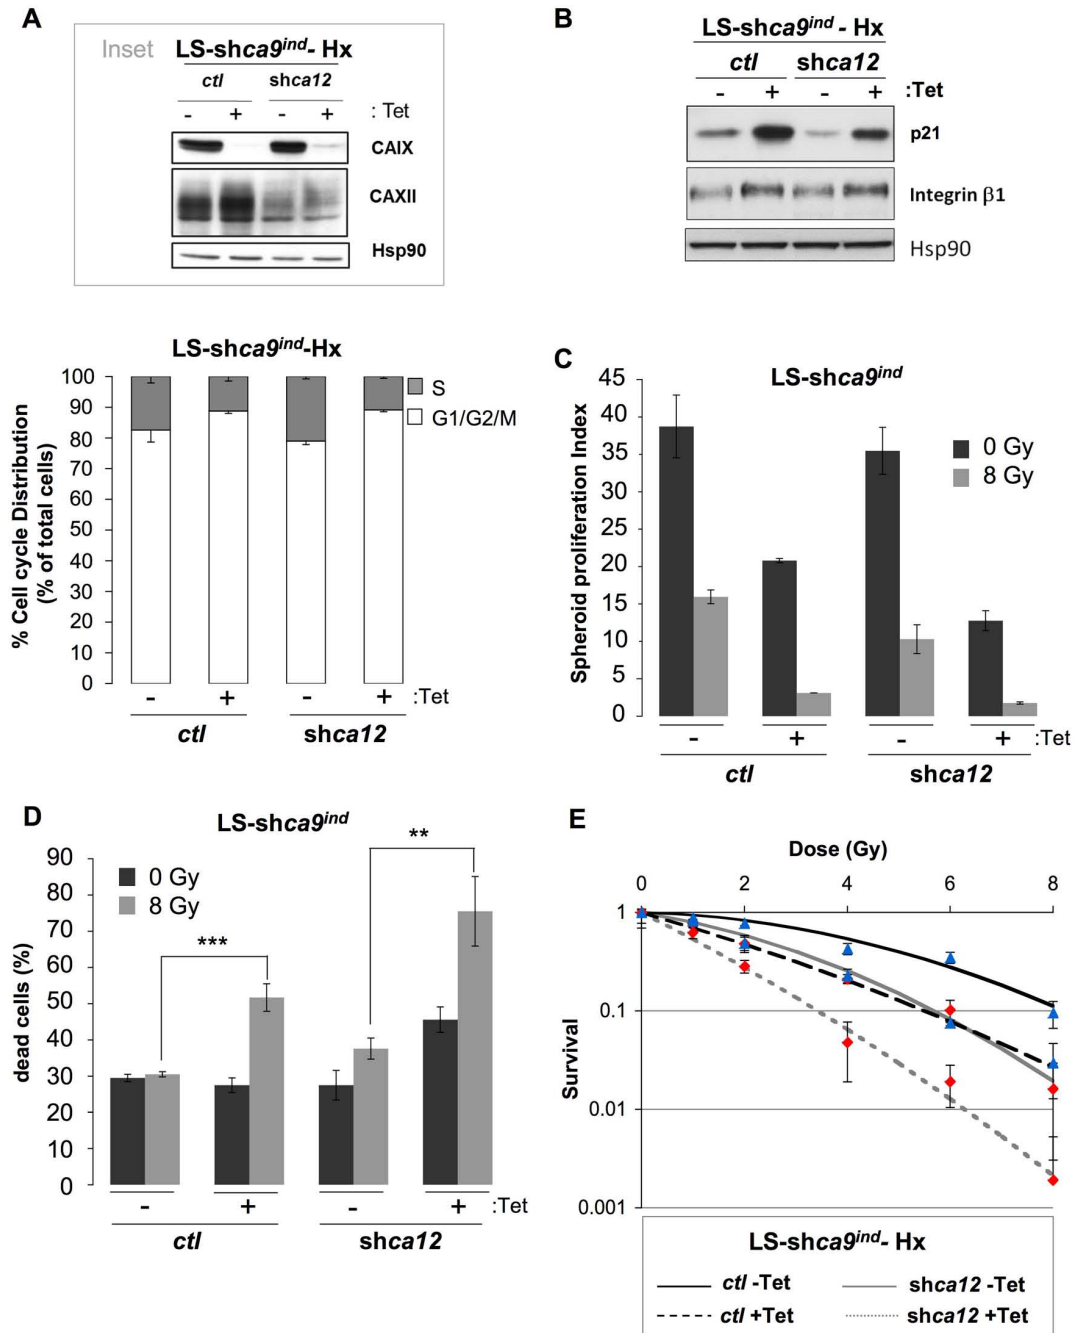 A
Inset
LS-shca9ind- Hx
ctl shca12
- + - + : Tet
CAIX
CAXII
Hsp90
LS-shca9ind-Hx
% Cell cycle Distribution
(% of total cells)
100
90
80
70
60
50
40
30
20
10
0
S
G1/G2/M
- + - + :Tet
ctl shca12
B
LS-shca9ind - Hx
ctl shca12
- + - + :Tet
p21
Integrin β1
Hsp90
C
LS-shca9ind
Spheroid proliferation Index
45
40
35
30
25
20
15
10
5
0
0 Gy
8 Gy
- + - + :Tet
ctl shca12
D
LS-shca9ind
dead cells (%)
90
80
70
60
50
40
30
20
10
0
0 Gy
8 Gy
***
**
- + - + :Tet
ctl shca12
E
Dose (Gy)
0 2 4 6 8
Survival
1
0.1
0.01
0.001
LS-shca9ind- Hx
ctl -Tet shca12 -Tet
ctl +Tet shca12 +Tet